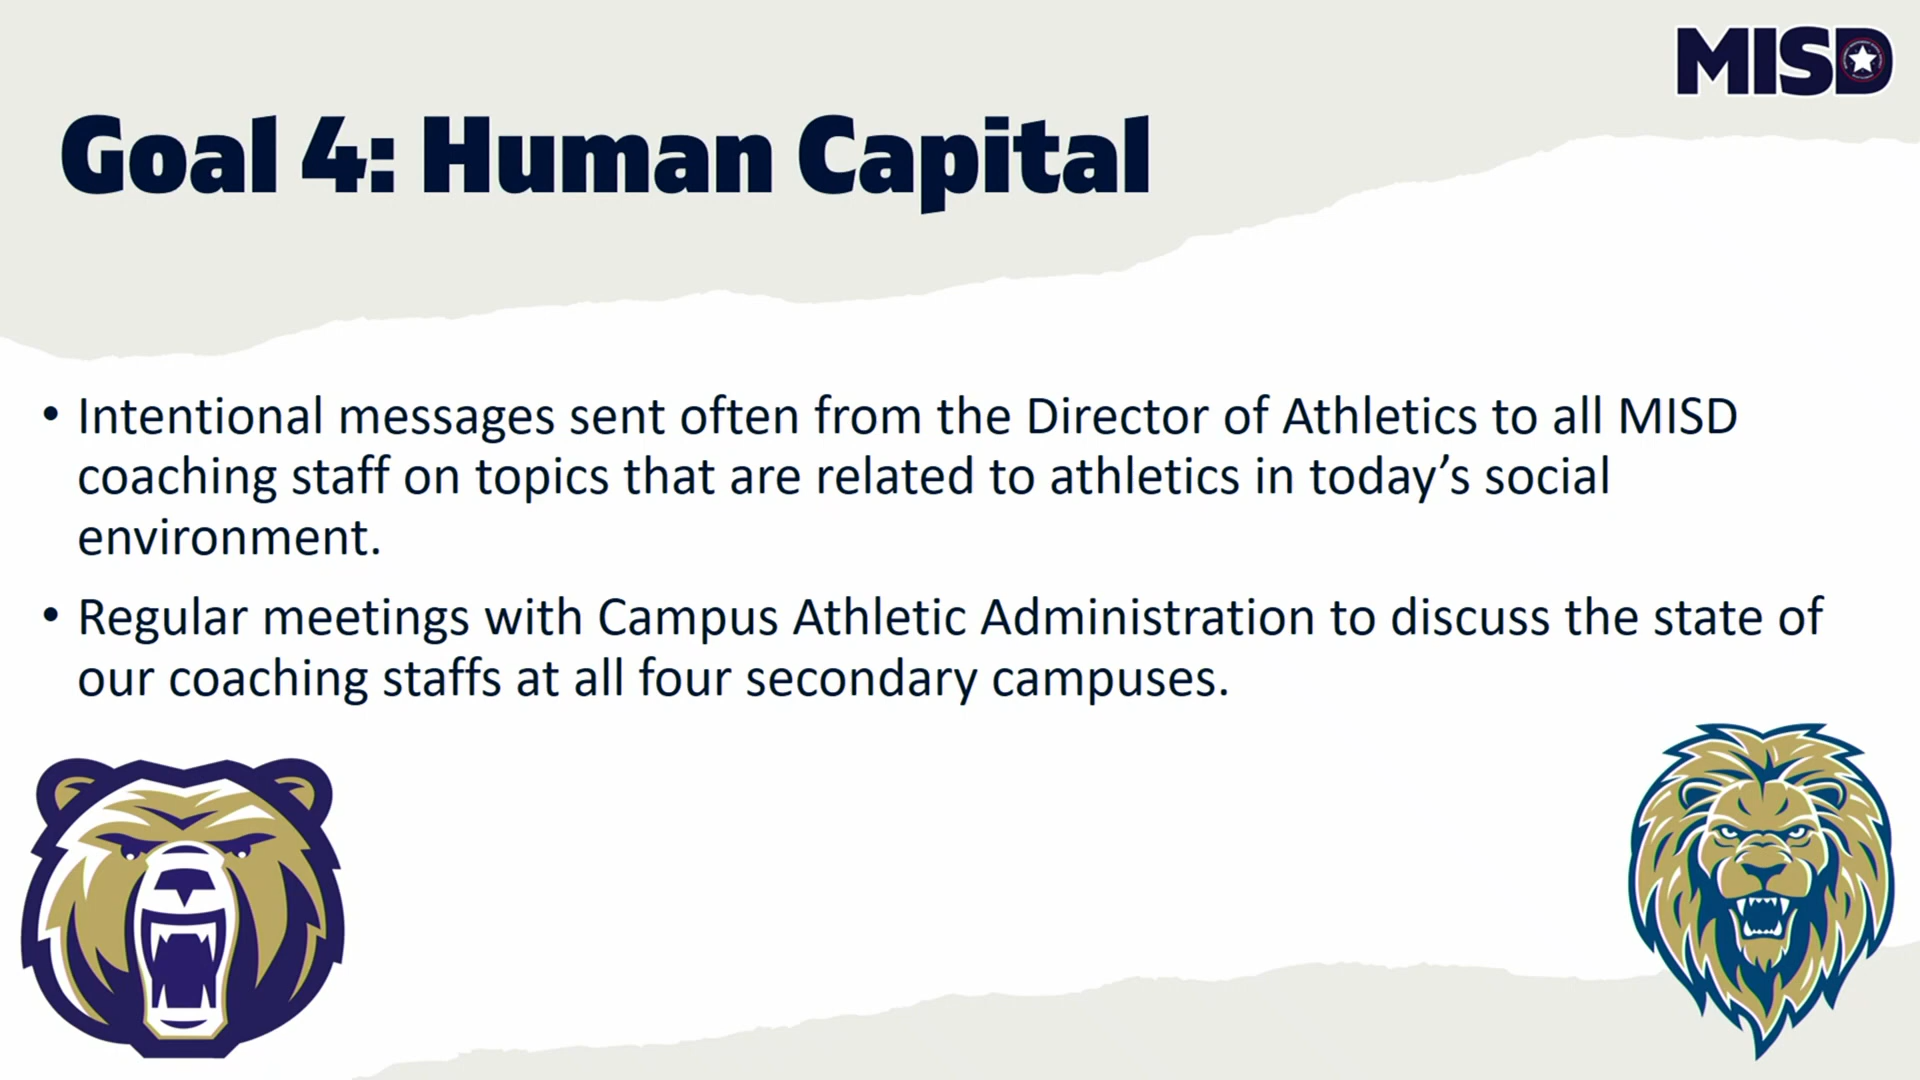 MISD
Goal 4: Human Capital
• Intentional messages sent often from the Director of Athletics to all MISD
coaching staff on topics that are related to athletics in today’s social
environment.
• Regular meetings with Campus Athletic Administration to discuss the state of
our coaching staffs at all four secondary campuses.